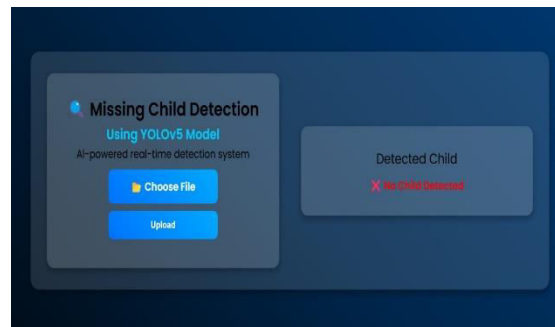 Missing Child Detection
Using YOLOv5 Model
AI-powered real-time detection system
Choose File
Upload
Detected Child
No Child Detected